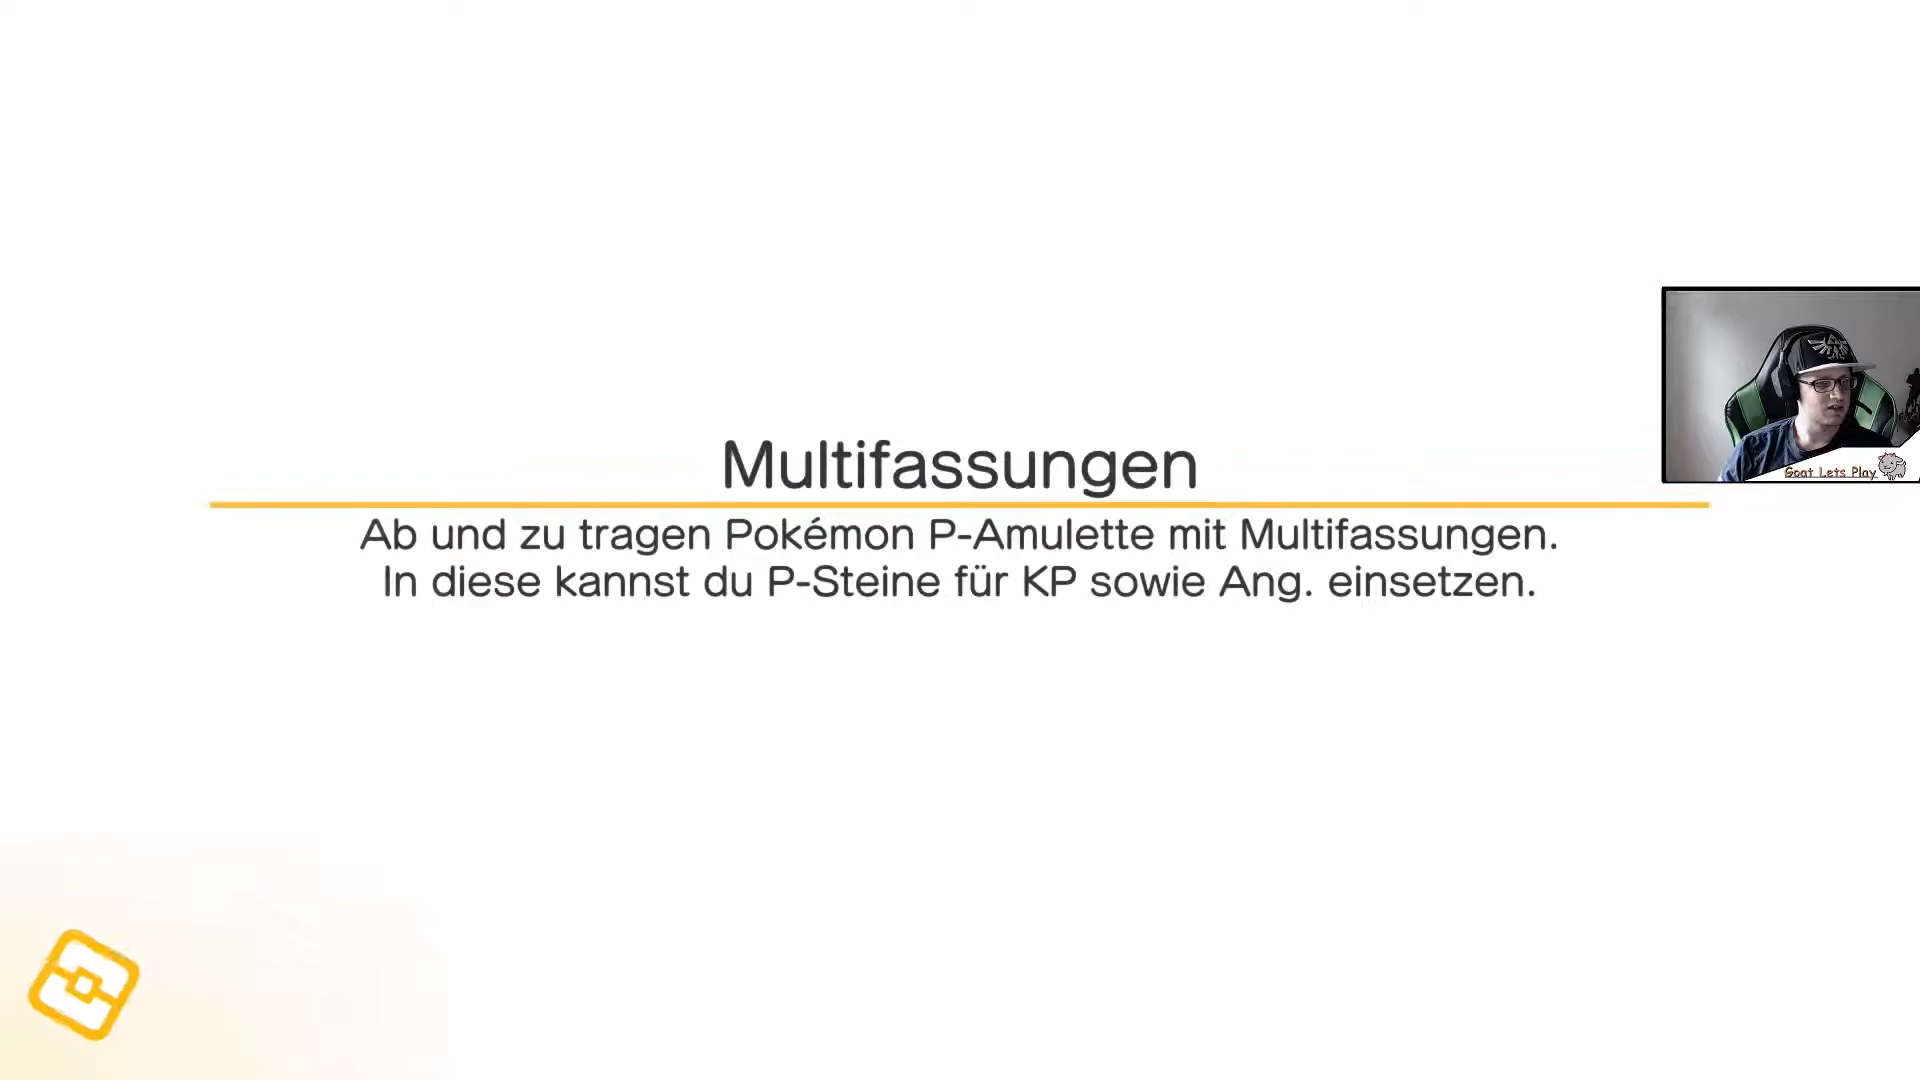 Multifassungen
Ab und zu tragen Pokémon P-Amulette mit Multifassungen.
In diese kannst du P-Steine für KP sowie Ang. einsetzen.
Goat Lets Play